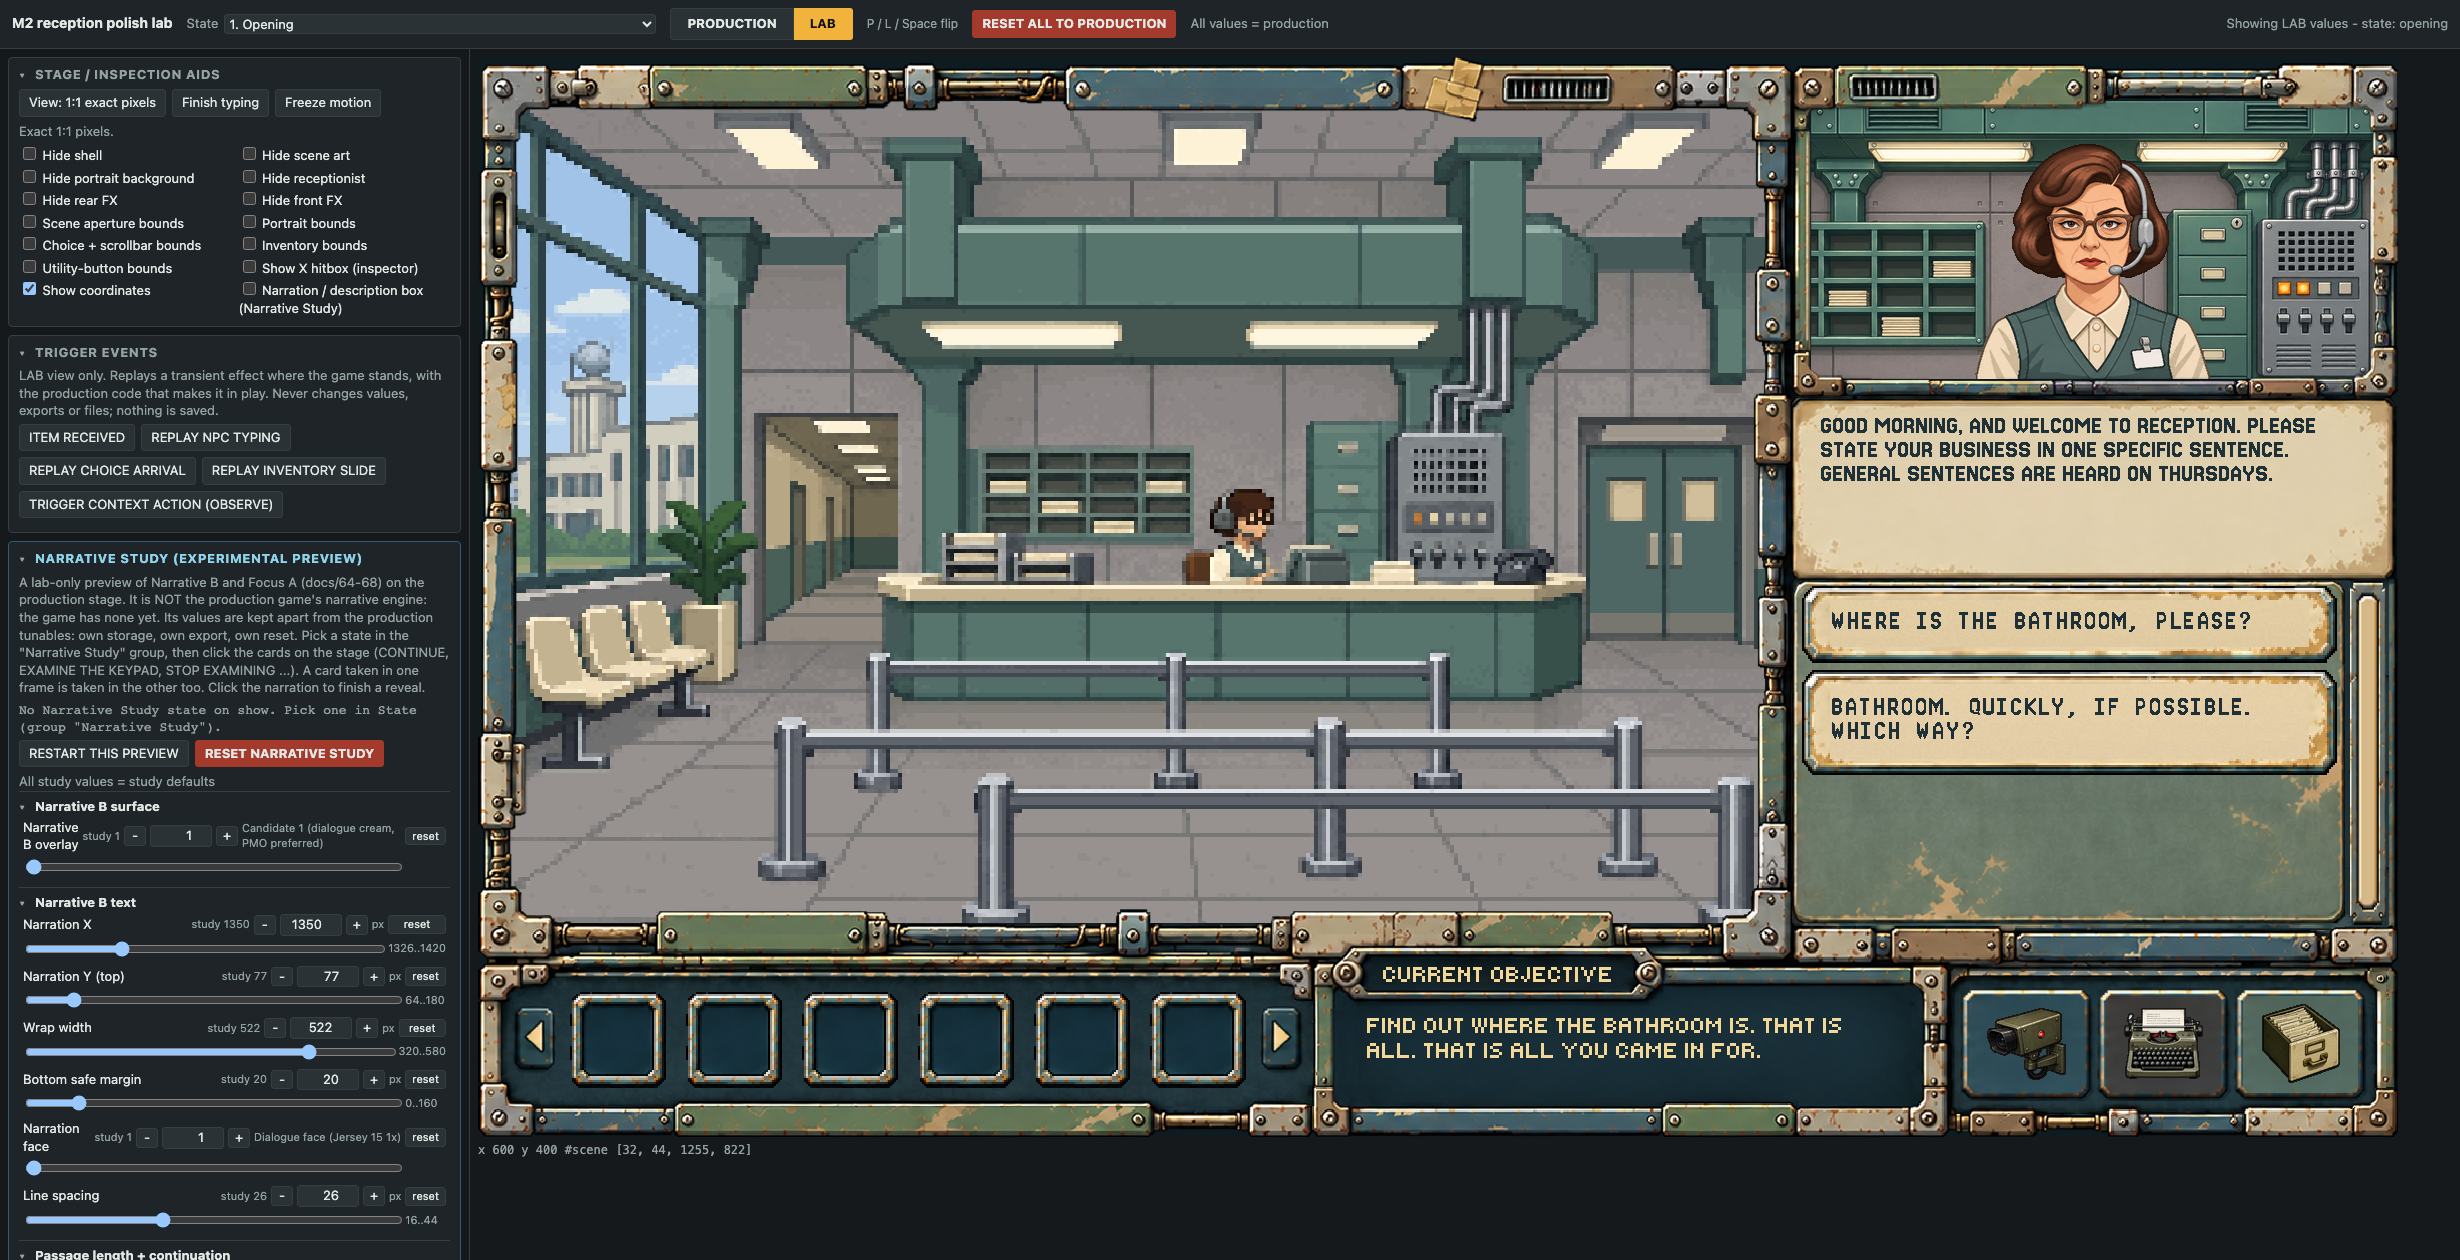 M2 reception polish lab
State
1. Opening
PRODUCTION
LAB
P / L / Space flip
RESET ALL TO PRODUCTION
All values = production
Showing LAB values - state: opening
STAGE / INSPECTION AIDS
View: 1:1 exact pixels
Finish typing
Freeze motion
Exact 1:1 pixels.
Hide shell
Hide scene art
Hide portrait background
Hide receptionist
Hide rear FX
Hide front FX
Scene aperture bounds
Portrait bounds
Choice + scrollbar bounds
Inventory bounds
Utility-button bounds
Show X hitbox (inspector)
Show coordinates
Narration / description box
(Narrative Study)
TRIGGER EVENTS
LAB view only. Replays a transient effect where the game stands, with
the production code that makes it in play. Never changes values,
exports or files; nothing is saved.
ITEM RECEIVED
REPLAY NPC TYPING
REPLAY CHOICE ARRIVAL
REPLAY INVENTORY SLIDE
TRIGGER CONTEXT ACTION (OBSERVE)
NARRATIVE STUDY (EXPERIMENTAL PREVIEW)
A lab-only preview of Narrative B and Focus A (docs/64-68) on the
production stage. It is NOT the production game's narrative engine:
the game has none yet. Its values are kept apart from the production
tunables: own storage, own export, own reset. Pick a state in the
"Narrative Study" group, then click the cards on the stage (CONTINUE,
EXAMINE THE KEYPAD, STOP EXAMINING ...). A card taken in one
frame is taken in the other too. Click the narration to finish a reveal.
No Narrative Study state on show. Pick one in State
(group "Narrative Study").
RESTART THIS PREVIEW
RESET NARRATIVE STUDY
All study values = study defaults
Narrative B surface
Narrative
B overlay
study 1
-
1
+
Candidate 1 (dialogue cream,
PMO preferred)
reset
Narrative B text
Narration X
study 1350
-
1350
+
px
reset
1326..1420
Narration Y (top)
study 77
-
77
+
px
reset
64..180
Wrap width
study 522
-
522
+
px
reset
320..580
Bottom safe margin
study 20
-
20
+
px
reset
0..160
Narration
face
study 1
-
1
+
Dialogue face (Jersey 15 1x)
reset
Line spacing
study 26
-
26
+
px
reset
16..44
Passage length + continuation
GOOD MORNING, AND WELCOME TO RECEPTION. PLEASE
STATE YOUR BUSINESS IN ONE SPECIFIC SENTENCE.
GENERAL SENTENCES ARE HEARD ON THURSDAYS.
WHERE IS THE BATHROOM, PLEASE?
BATHROOM. QUICKLY, IF POSSIBLE.
WHICH WAY?
CURRENT OBJECTIVE
FIND OUT WHERE THE BATHROOM IS. THAT IS
ALL. THAT IS ALL YOU CAME IN FOR.
x 600 y 400 #scene [32, 44, 1255, 822]